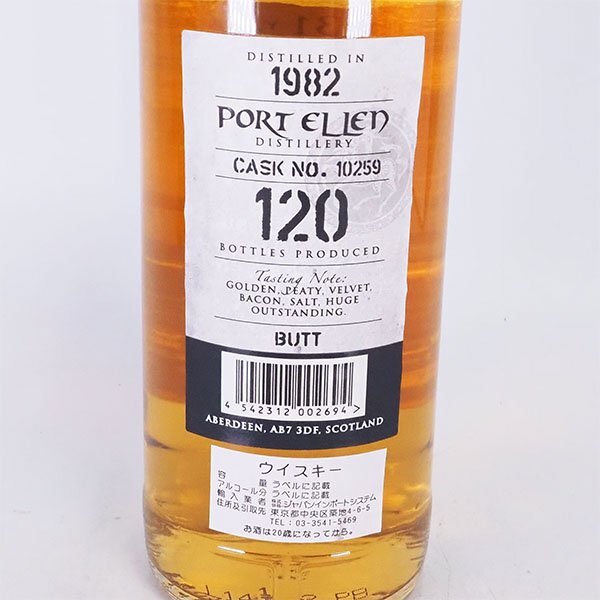 DISTILLED IN
1982
PORT ELLEN
DISTILLERY
CASK NO. 10259
120
BOTTLES PRODUCED
Tasting Note:
GOLDEN, PEATY, VELVET,
BACON, SALT, HUGE
OUTSTANDING.
BUTT
4 542312 002694 >
ABERDEEN, AB7 3DF, SCOTLAND
ウイスキー
容量 ラベルに記載
アルコール分 ラベルに記載
輸入業者 株式会社ジャパンインポートシステム
住所及引取先 東京都中央区築地4-6-5
TEL：03-3541-5469
お酒は20歳になってから。